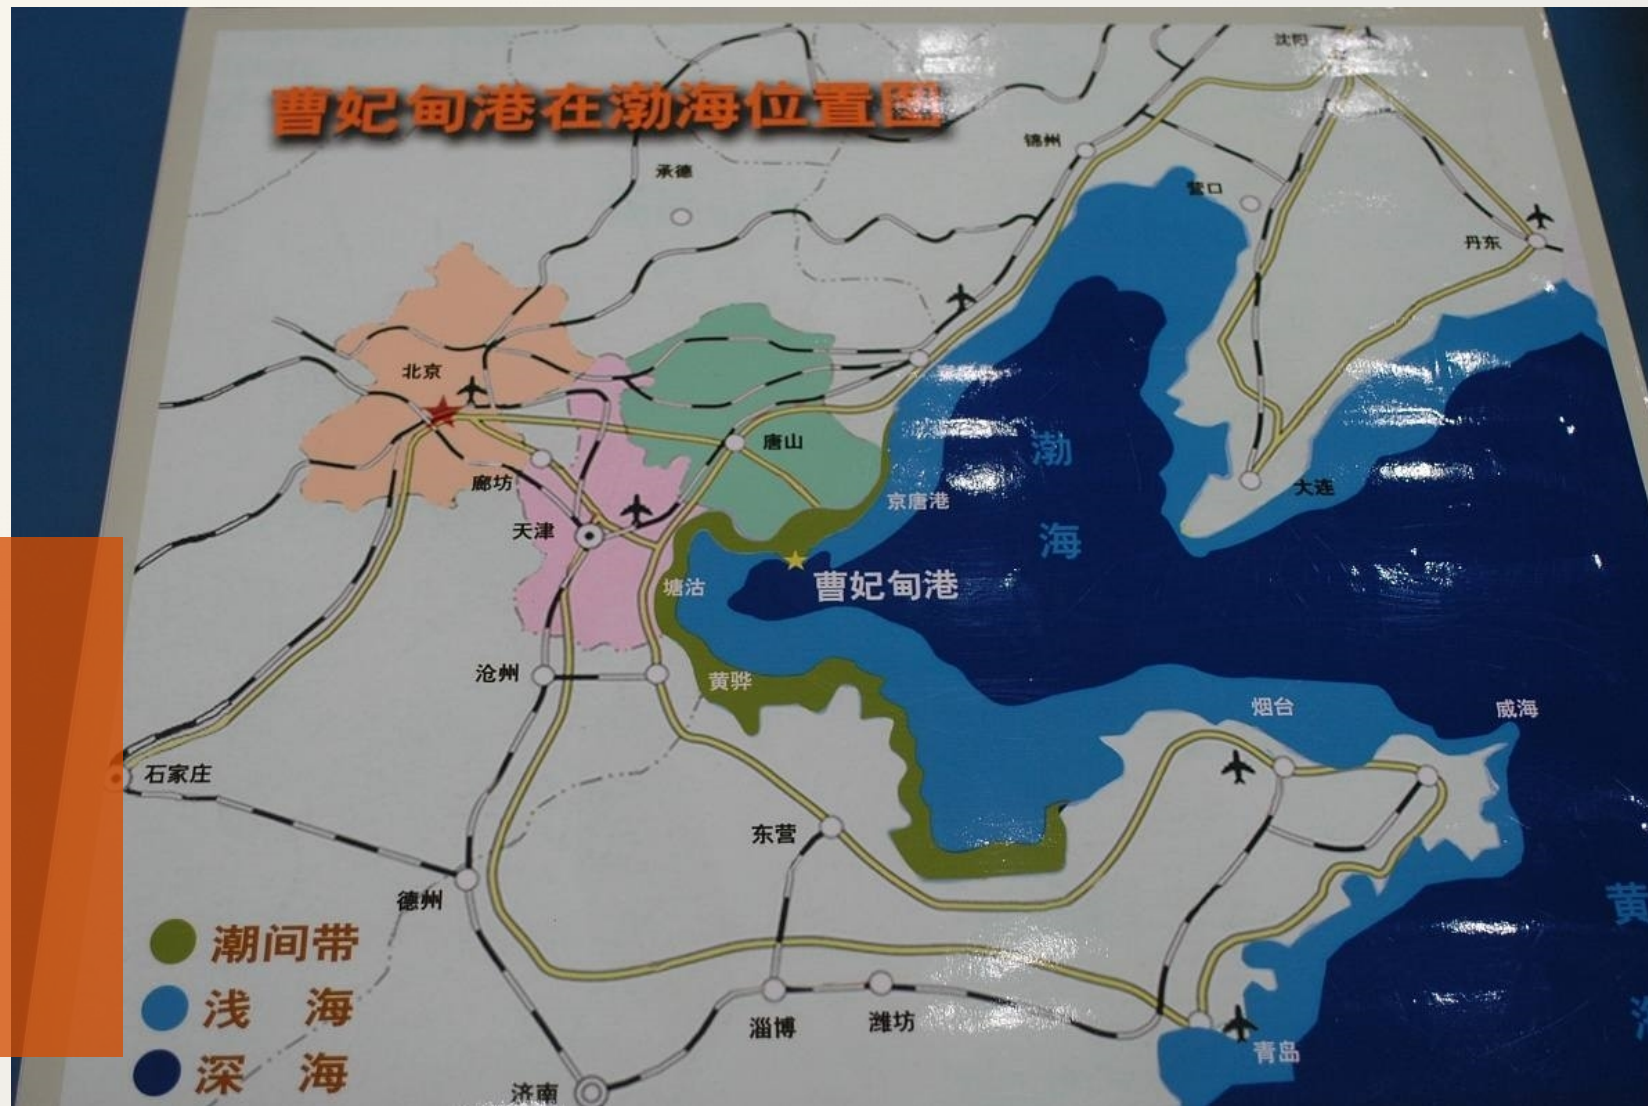 曹妃甸港在渤海位置图
沈阳
锦州
承德
营口
丹东
北京
唐山
渤海
廊坊
京唐港
大连
天津
塘沽
曹妃甸港
沧州
黄骅
烟台
威海
石家庄
东营
德州
黄
潮间带
浅 海
深 海
淄博
潍坊
青岛
济南